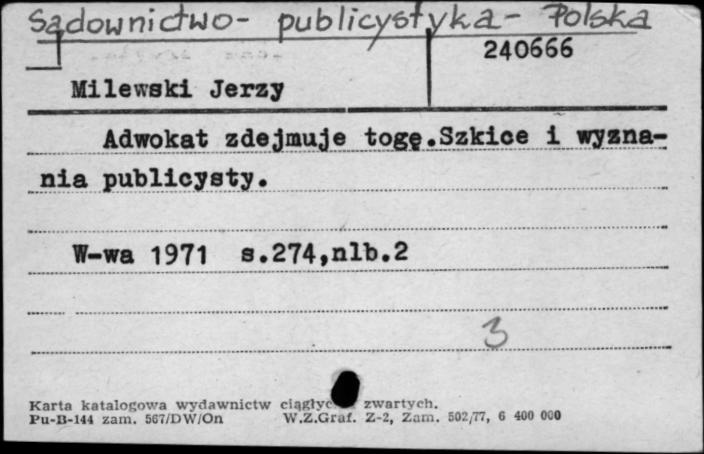 Sądownictwo- publicystyka- Polska
240666
Milewski Jerzy
Adwokat zdejmuje togę.Szkice i wyzna-
nia publicysty.
W-wa 1971 s.274,nlb.2
3
Karta katalogowa wydawnictw zwartych.
Pu-B-144 zam. 567/DW/On W.Z.Graf. Z-2, Zam. 502/77, 6 400 000